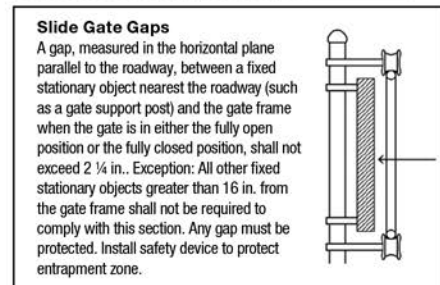 Slide Gate Gaps
A gap, measured in the horizontal plane
parallel to the roadway, between a fixed
stationary object nearest the roadway (such
as a gate support post) and the gate frame
when the gate is in either the fully open
position or the fully closed position, shall not
exceed 2 ¼ in.. Exception: All other fixed
stationary objects greater than 16 in. from
the gate frame shall not be required to
comply with this section. Any gap must be
protected. Install safety device to protect
entrapment zone.